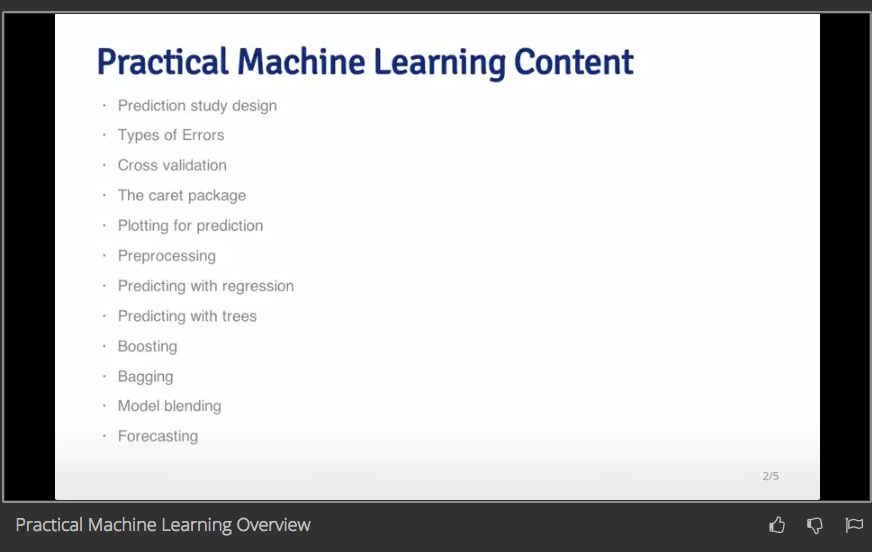 Practical Machine Learning Content
· Prediction study design
· Types of Errors
· Cross validation
· The caret package
· Plotting for prediction
· Preprocessing
· Predicting with regression
· Predicting with trees
· Boosting
· Bagging
· Model blending
· Forecasting
2/5
Practical Machine Learning Overview